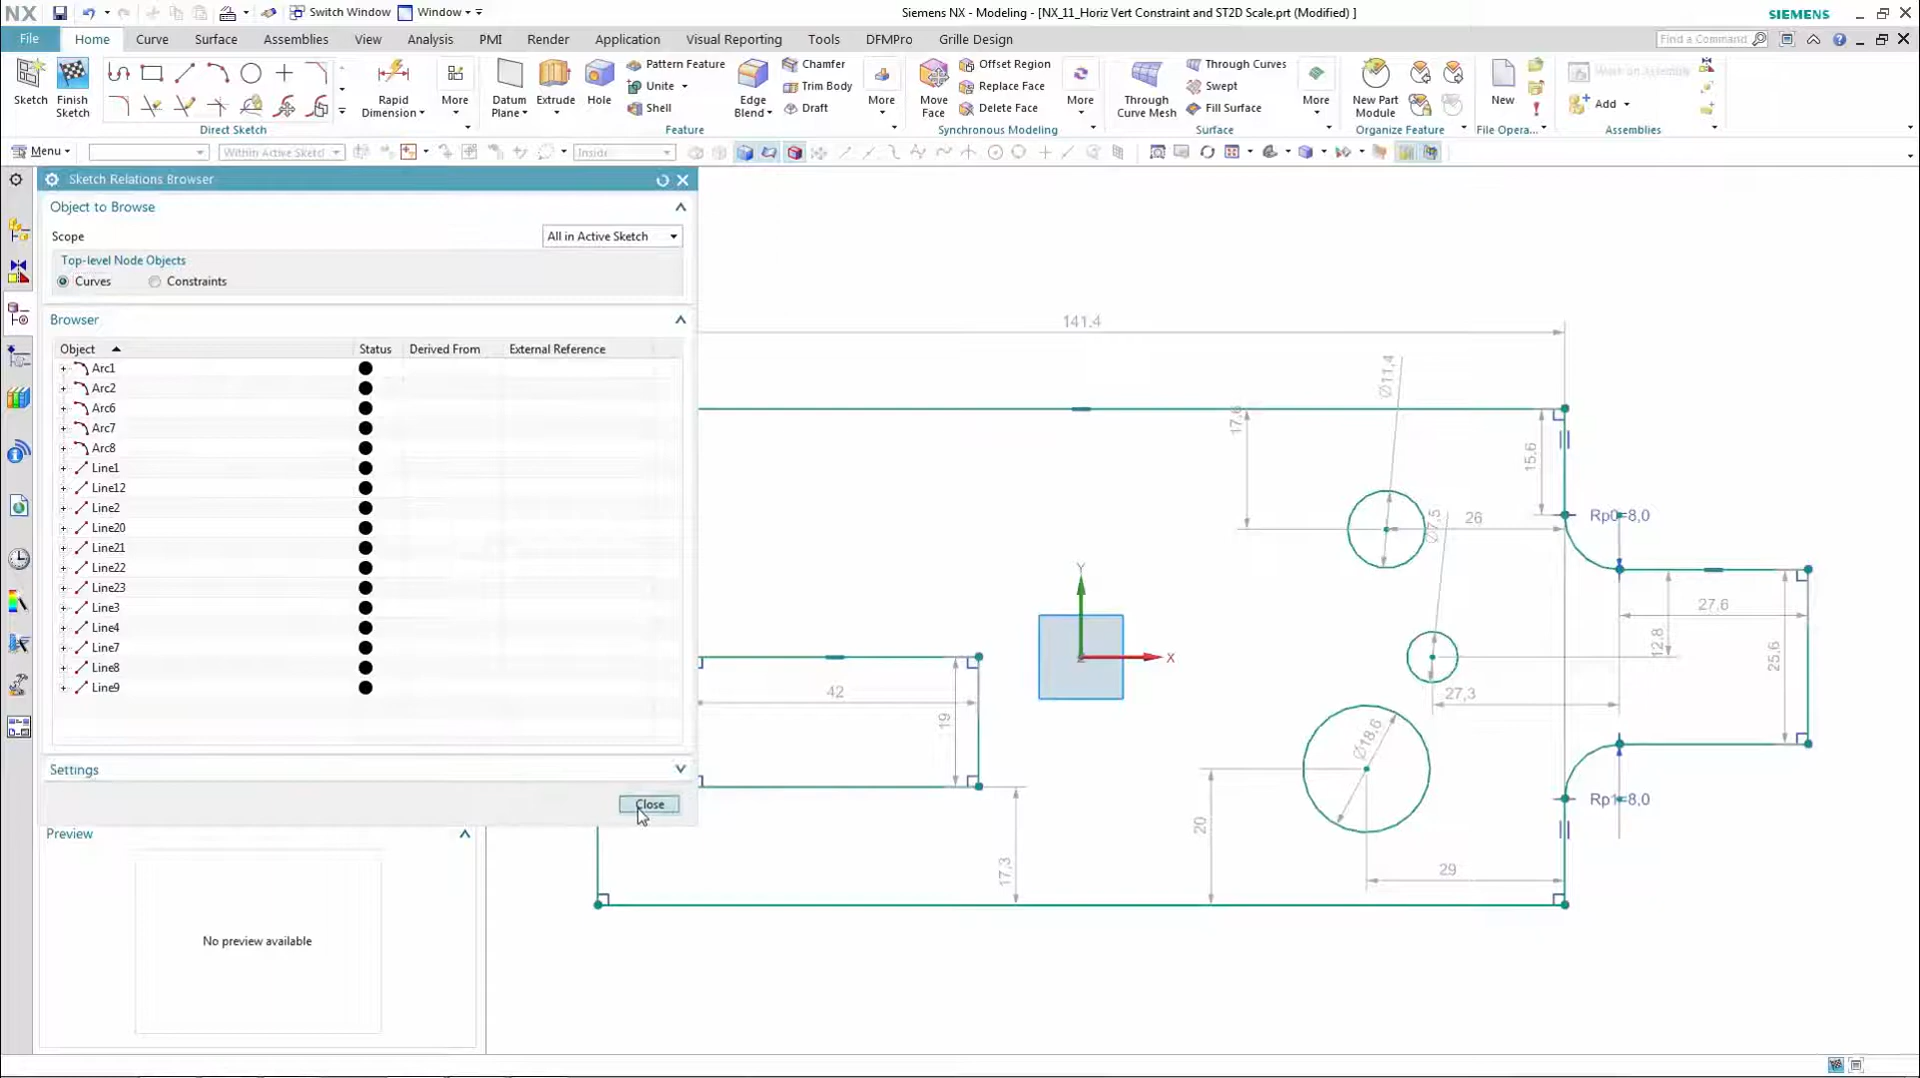 NX
Switch Window
Window
Siemens NX - Modeling - [NX_11_Horiz Vert Constraint and ST2D Scale.prt (Modified) ]
SIEMENS
File
Home
Curve
Surface
Assemblies
View
Analysis
PMI
Render
Application
Visual Reporting
Tools
DFMPro
Grille Design
Find a Command
Sketch
Finish
Sketch
Direct Sketch
Rapid
Dimension
More
Datum
Plane
Extrude
Hole
Pattern Feature
Unite
Shell
Edge
Blend
Chamfer
Trim Body
Draft
More
Feature
Move
Face
Offset Region
Replace Face
Delete Face
More
Synchronous Modeling
Through
Curve Mesh
Through Curves
Swept
Fill Surface
More
Surface
New Part
Module
Organize Feature
New
File Opera...
Work on Assembly
Add
Assemblies
Menu
Within Active Sketch
Inside
Sketch Relations Browser
Object to Browse
Scope
All in Active Sketch
Top-level Node Objects
Curves
Constraints
Browser
Object
Status
Derived From
External Reference
Arc1
Arc2
Arc6
Arc7
Arc8
Line1
Line12
Line2
Line20
Line21
Line22
Line23
Line3
Line4
Line7
Line8
Line9
Settings
Close
Preview
No preview available
141,4
Ø11,4
17,6
15,6
Rp0=8,0
26
Ø7,5
27,6
12,8
25,6
Y
X
42
19
27,3
Ø18,6
Rp1=8,0
20
17,3
29